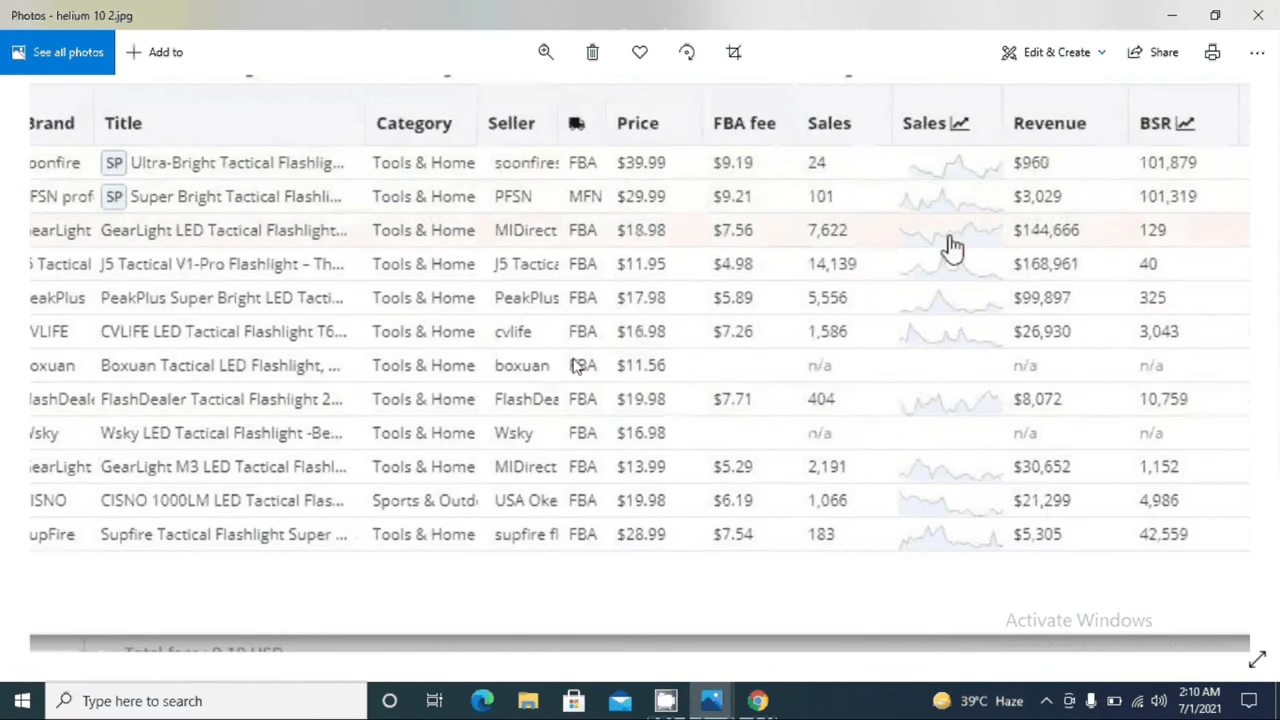 Photos - helium 10 2.jpg
See all photos Add to Edit & Create Share
Brand Title Category Seller Price FBA fee Sales Sales Revenue BSR
oonfire SP Ultra-Bright Tactical Flashlig... Tools & Home soonfire FBA $39.99 $9.19 24 $960 101,879
FSN prof SP Super Bright Tactical Flashli... Tools & Home PFSN MFN $29.99 $9.21 101 $3,029 101,319
earLight GearLight LED Tactical Flashlight... Tools & Home MIDirect FBA $18.98 $7.56 7,622 $144,666 129
5 Tactical J5 Tactical V1-Pro Flashlight – Th... Tools & Home J5 Tactica FBA $11.95 $4.98 14,139 $168,961 40
eakPlus PeakPlus Super Bright LED Tacti... Tools & Home PeakPlus FBA $17.98 $5.89 5,556 $99,897 325
VLIFE CVLIFE LED Tactical Flashlight T6... Tools & Home cvlife FBA $16.98 $7.26 1,586 $26,930 3,043
oxuan Boxuan Tactical LED Flashlight, ... Tools & Home boxuan FBA $11.56 n/a n/a n/a
lashDeale FlashDealer Tactical Flashlight 2... Tools & Home FlashDea FBA $19.98 $7.71 404 $8,072 10,759
Wsky Wsky LED Tactical Flashlight -Be... Tools & Home Wsky FBA $16.98 n/a n/a n/a
earLight GearLight M3 LED Tactical Flashl... Tools & Home MIDirect FBA $13.99 $5.29 2,191 $30,652 1,152
ISNO CISNO 1000LM LED Tactical Flas... Sports & Outd USA Oke FBA $19.98 $6.19 1,066 $21,299 4,986
upFire Supfire Tactical Flashlight Super ... Tools & Home supfire fl FBA $28.99 $7.54 183 $5,305 42,559
Activate Windows
Type here to search 39°C Haze 2:10 AM
7/1/2021